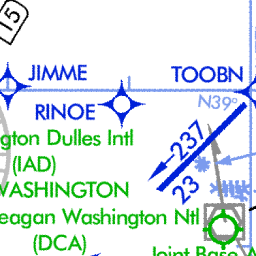 15
JIMME
TOOBN
RINOE
N39°
gton Dulles Intl
(IAD)
237
23
WASHINGTON
eagan Washington Ntl
(DCA)
Joint Base A